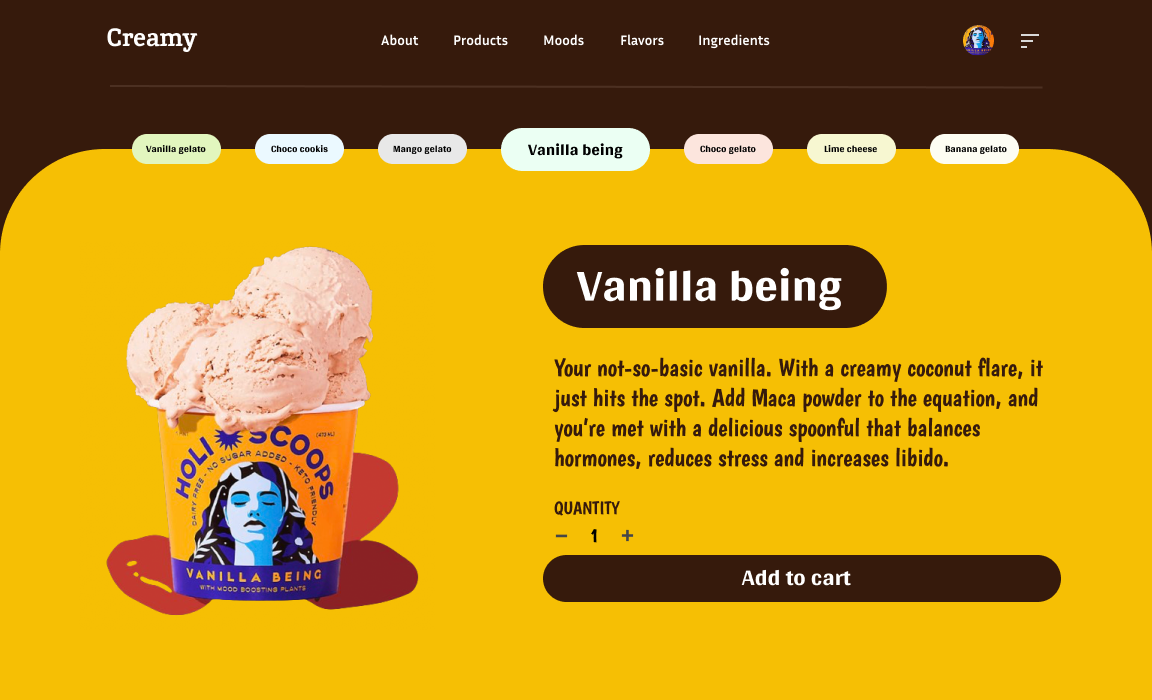 Creamy
About Products Moods Flavors Ingredients
Vanilla gelato
Choco cookis
Mango gelato
Vanilla being
Choco gelato
Lime cheese
Banana gelato
HOLI SCOOPS
DAIRY FREE - NO SUGAR ADDED - KETO FRIENDLY
VANILLA BEING
WITH MOOD BOOSTING PLANTS
Vanilla being
Your not-so-basic vanilla. With a creamy coconut flare, it
just hits the spot. Add Maca powder to the equation, and
you're met with a delicious spoonful that balances
hormones, reduces stress and increases libido.
QUANTITY
− 1 +
Add to cart